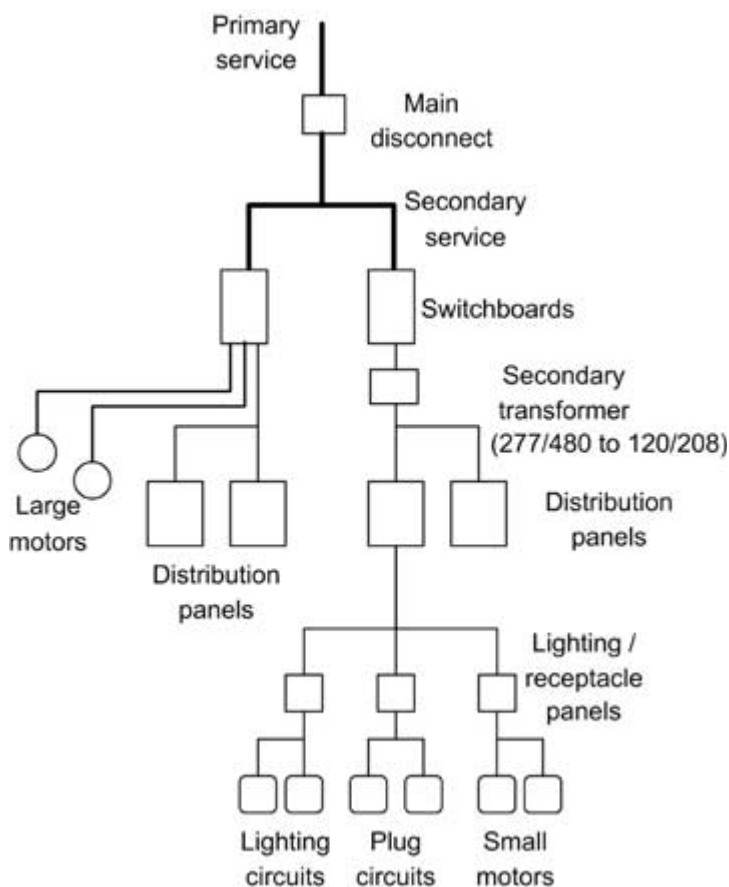 Primary
service
Main
disconnect
Secondary
service
Switchboards
Secondary
transformer
(277/480 to 120/208)
Large
motors
Distribution
panels
Distribution
panels
Lighting /
receptacle
panels
Lighting
circuits
Plug
circuits
Small
motors